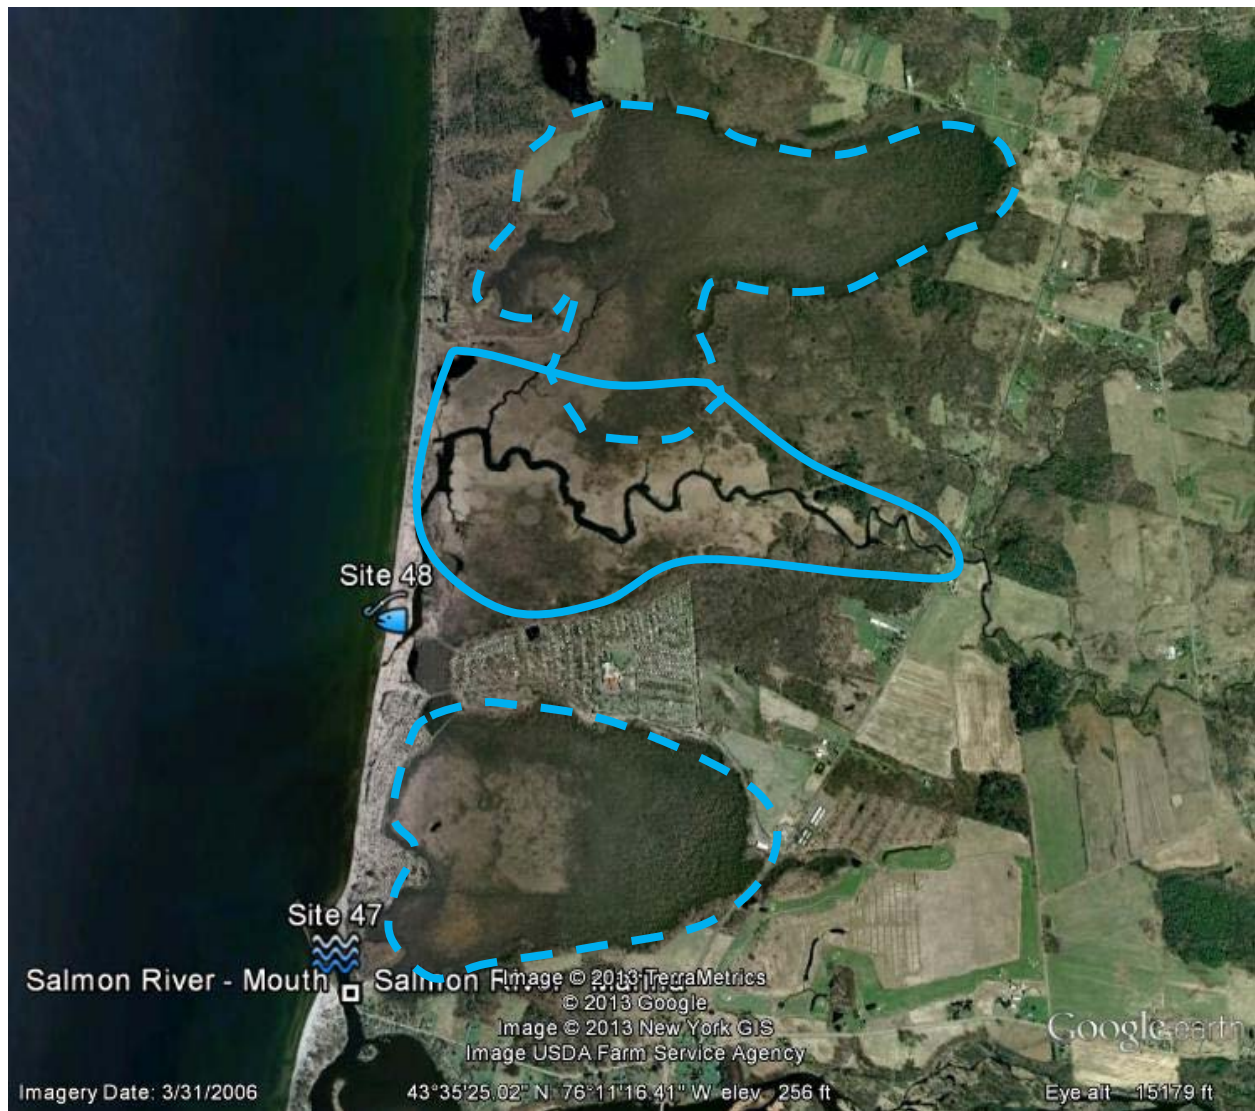 Site 48
Site 47
Salmon River - Mouth
Salmon River
Image © 2013 TerraMetrics
© 2013 Google
Image © 2013 New York GIS
Image USDA Farm Service Agency
Google earth
Imagery Date: 3/31/2006
43°35'25.02" N 76°11'16.41" W elev 256 ft
Eye alt 15179 ft